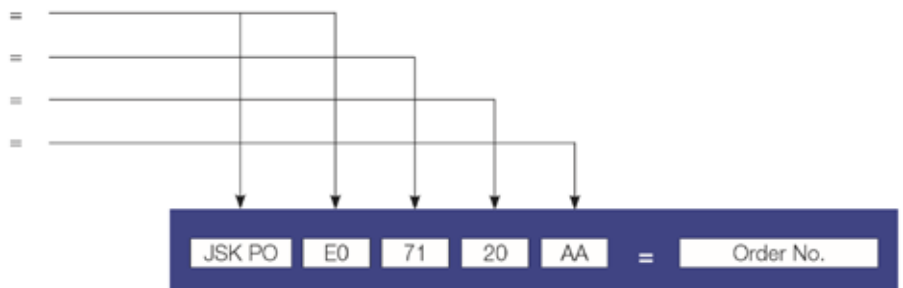 =
=
=
=
JSK PO E0 71 20 AA = Order No.